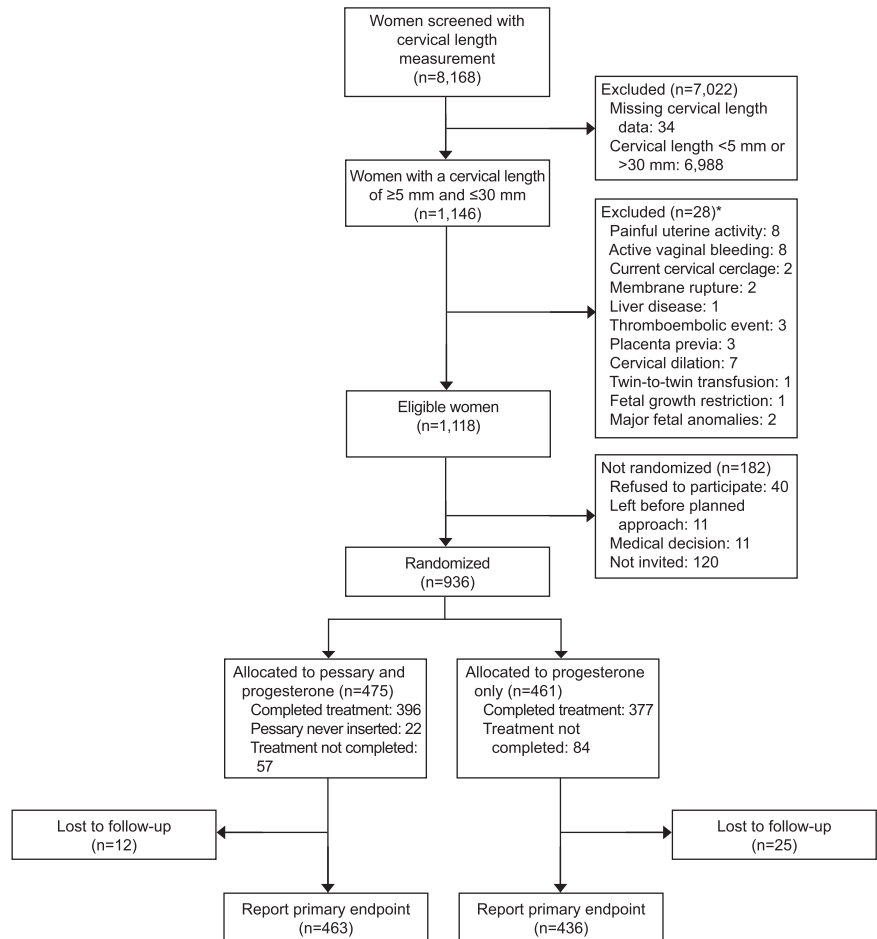 Women screened with
cervical length
measurement
(n=8,168)
Excluded (n=7,022)
Missing cervical length
data: 34
Cervical length <5 mm or
>30 mm: 6,988
Women with a cervical length
of ≥5 mm and ≤30 mm
(n=1,146)
Excluded (n=28)*
Painful uterine activity: 8
Active vaginal bleeding: 8
Current cervical cerclage: 2
Membrane rupture: 2
Liver disease: 1
Thromboembolic event: 3
Placenta previa: 3
Cervical dilation: 7
Twin-to-twin transfusion: 1
Fetal growth restriction: 1
Major fetal anomalies: 2
Eligible women
(n=1,118)
Not randomized (n=182)
Refused to participate: 40
Left before planned
approach: 11
Medical decision: 11
Not invited: 120
Randomized
(n=936)
Allocated to pessary and
progesterone (n=475)
Completed treatment: 396
Pessary never inserted: 22
Treatment not completed:
57
Allocated to progesterone
only (n=461)
Completed treatment: 377
Treatment not
completed: 84
Lost to follow-up
(n=12)
Lost to follow-up
(n=25)
Report primary endpoint
(n=463)
Report primary endpoint
(n=436)